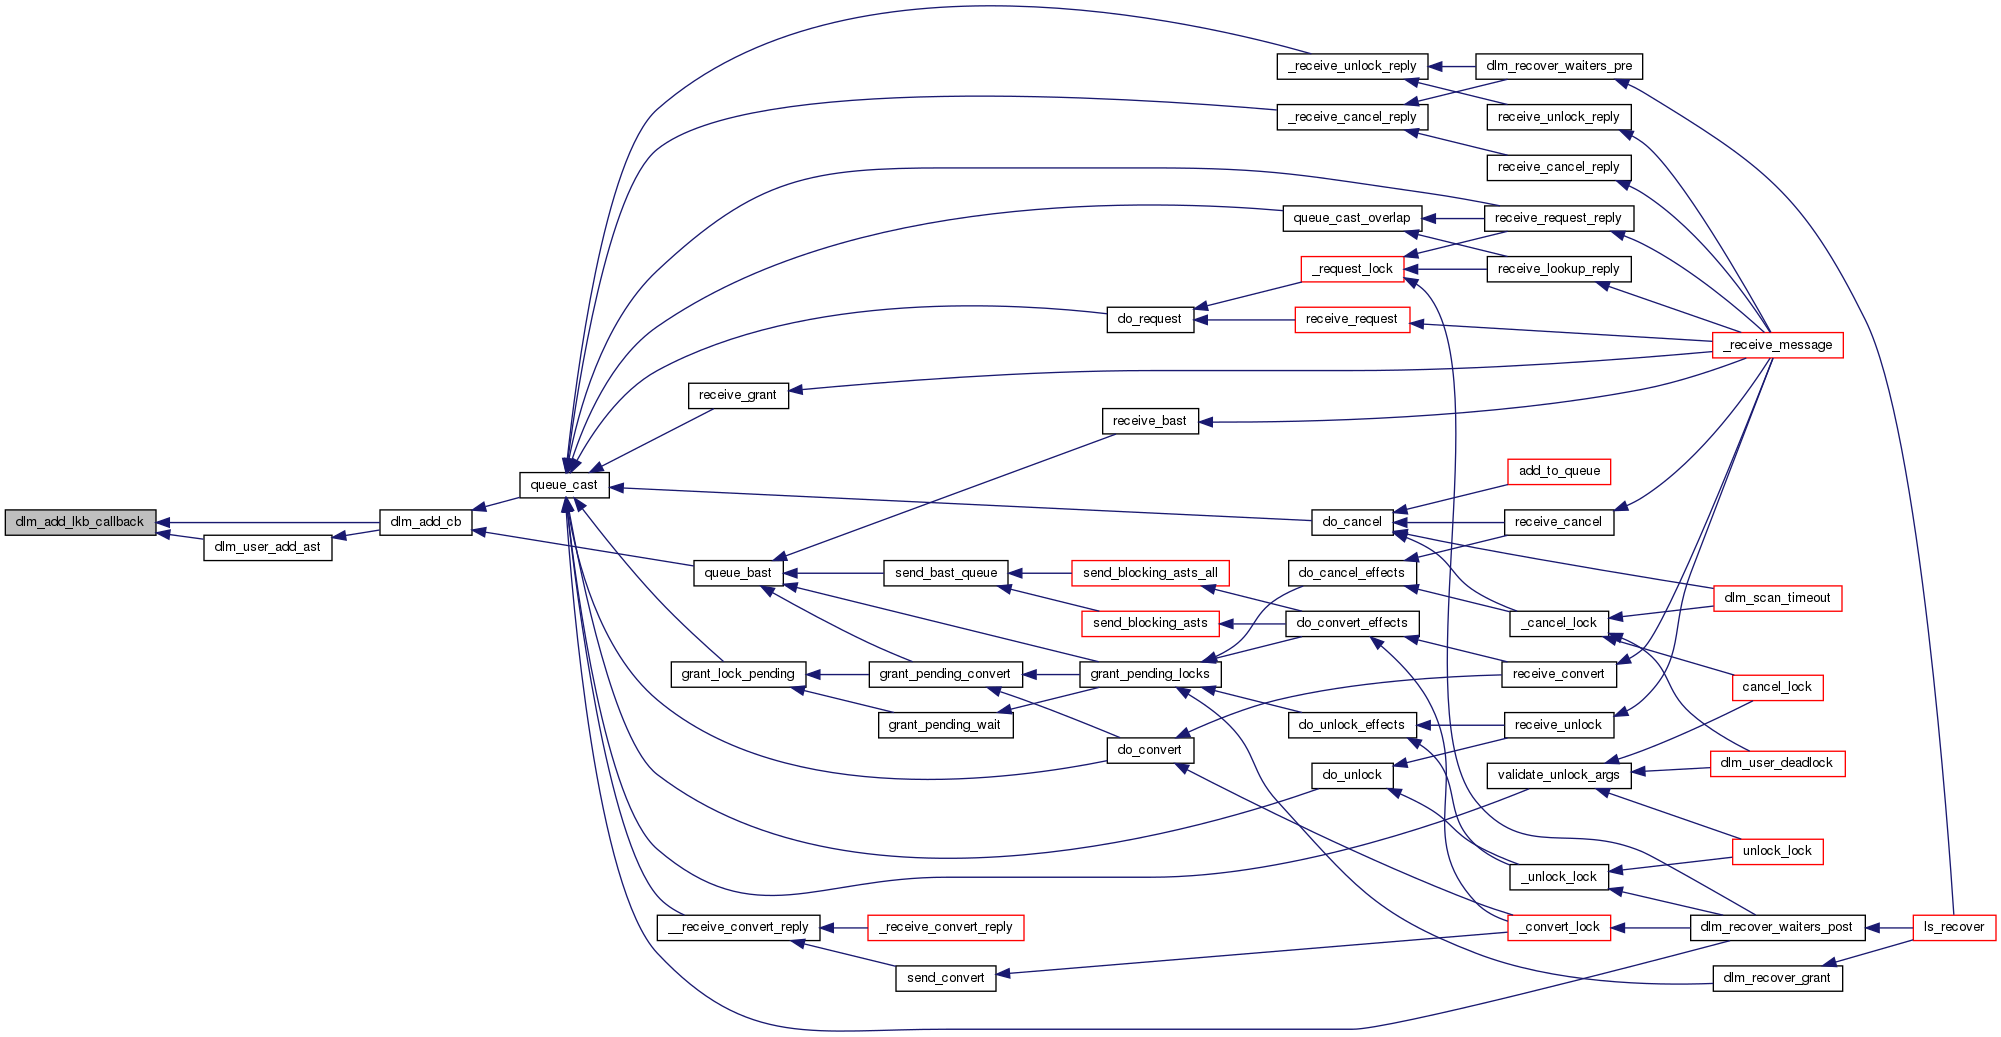 _receive_unlock_reply
dlm_recover_waiters_pre
_receive_cancel_reply
receive_unlock_reply
receive_cancel_reply
queue_cast_overlap
receive_request_reply
_request_lock
receive_lookup_reply
do_request
receive_request
_receive_message
receive_grant
receive_bast
add_to_queue
queue_cast
dlm_add_lkb_callback
dlm_add_cb
do_cancel
receive_cancel
dlm_user_add_ast
queue_bast
send_bast_queue
send_blocking_asts_all
do_cancel_effects
dlm_scan_timeout
send_blocking_asts
do_convert_effects
_cancel_lock
grant_lock_pending
grant_pending_convert
grant_pending_locks
receive_convert
cancel_lock
grant_pending_wait
do_unlock_effects
receive_unlock
do_convert
dlm_user_deadlock
do_unlock
validate_unlock_args
unlock_lock
_unlock_lock
__receive_convert_reply
_receive_convert_reply
_convert_lock
dlm_recover_waiters_post
ls_recover
send_convert
dlm_recover_grant